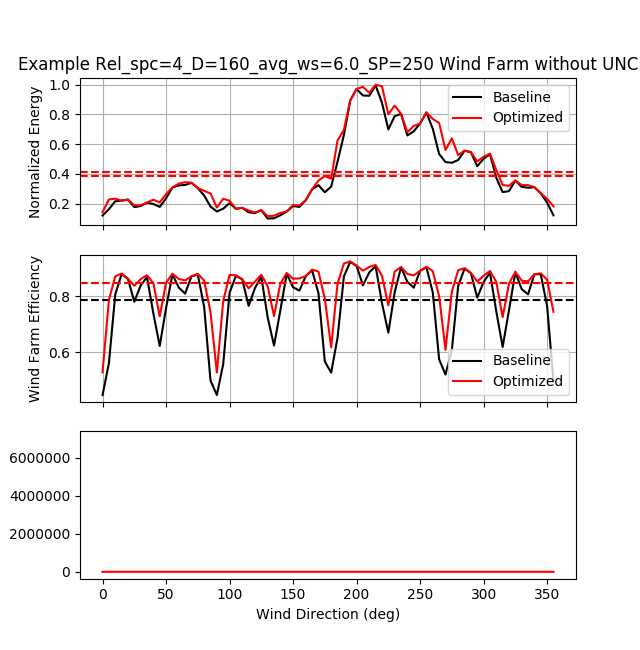 Example Rel_spc=4_D=160_avg_ws=6.0_SP=250 Wind Farm without UNC
Normalized Energy
1.0
0.8
0.6
0.4
0.2
Baseline
Optimized
Wind Farm Efficiency
0.8
0.6
Baseline
Optimized
6000000
4000000
2000000
0
0 50 100 150 200 250 300 350
Wind Direction (deg)